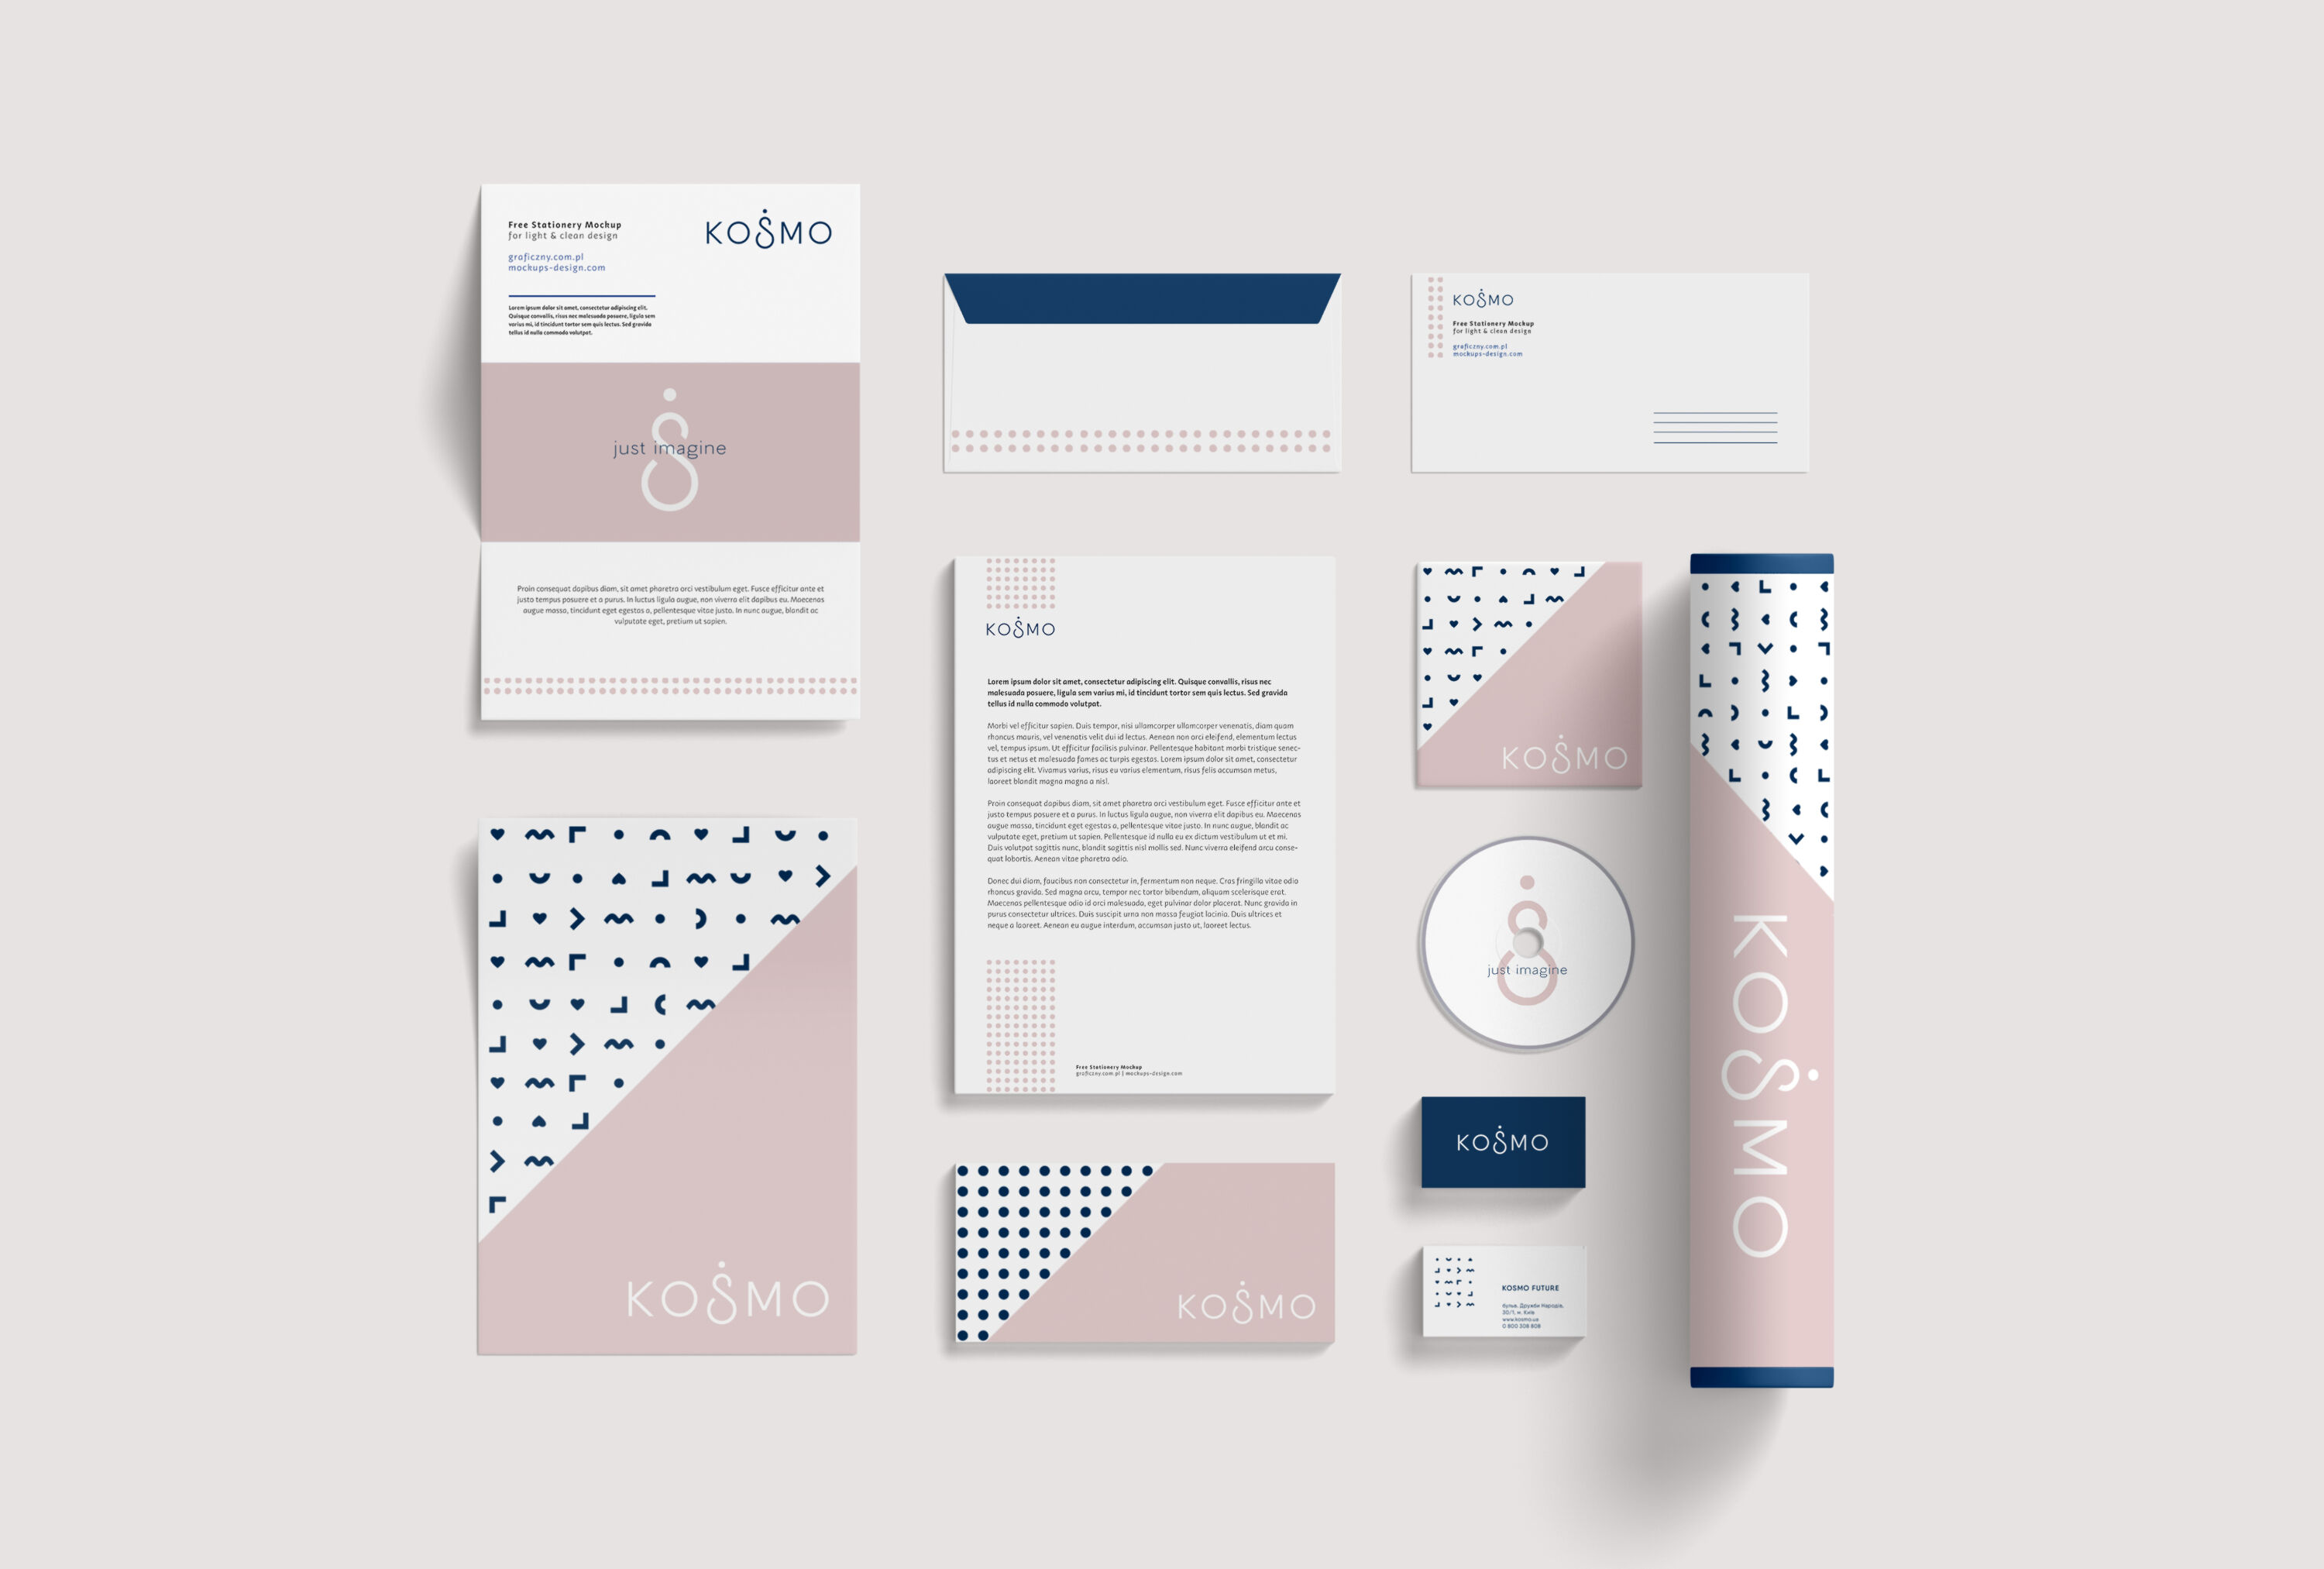 Free Stationery Mockup
for light & clean design
graficzny.com.pl
mockups-design.com
Lorem ipsum dolor sit amet, consectetur adipiscing elit.
Quisque convallis, risus nec malesuada posuere, ligula sem
varius mi, id tincidunt tortor sem quis lectus. Sed gravida
tellus id nulla commodo volutpat.
KOSMO
just imagine
Proin consequat dapibus diam, sit amet pharetra orci vestibulum eget. Fusce efficitur ante et
justo tempus posuere et a purus. In luctus ligula augue, non viverra elit dapibus eu. Maecenas
augue massa, tincidunt eget egestas a, pellentesque vitae justo. In nunc augue, blandit ac
vulputate eget, pretium ut sapien.
KOSMO
Free Stationery Mockup
for light & clean design
graficzny.com.pl
mockups-design.com
KOSMO
Lorem ipsum dolor sit amet, consectetur adipiscing elit. Quisque convallis, risus nec
malesuada posuere, ligula sem varius mi, id tincidunt tortor sem quis lectus. Sed gravida
tellus id nulla commodo volutpat.
Morbi vel efficitur sapien. Duis tempor, nisi ullamcorper ullamcorper venenatis, diam quam
rhoncus mauris, vel venenatis velit dui id lectus. Aenean non orci eleifend, elementum lectus
vel, tempus ipsum. Ut efficitur facilisis pulvinar. Pellentesque habitant morbi tristique senec-
tus et netus et malesuada fames ac turpis egestas. Lorem ipsum dolor sit amet, consectetur
adipiscing elit. Vivamus varius, risus eu varius elementum, risus felis accumsan metus,
laoreet blandit magna magna a nisl.
Proin consequat dapibus diam, sit amet pharetra orci vestibulum eget. Fusce efficitur ante et
justo tempus posuere et a purus. In luctus ligula augue, non viverra elit dapibus eu. Maecenas
augue massa, tincidunt eget egestas a, pellentesque vitae justo. In nunc augue, blandit ac
vulputate eget, pretium ut sapien. Pellentesque id nulla eu ex dictum vestibulum ut et mi.
Duis volutpat sagittis nunc, blandit sagittis nisl mollis sed. Nunc viverra eleifend arcu conse-
quat lobortis. Aenean vitae pharetra odio.
Donec dui diam, faucibus non consectetur in, fermentum non neque. Cras fringilla vitae odio
rhoncus gravida. Sed magna arcu, tempor nec tortor bibendum, aliquam scelerisque erat.
Maecenas pellentesque odio id orci malesuada, eget pulvinar dolor placerat. Nunc gravida in
purus consectetur ultrices. Duis suscipit urna non massa feugiat lacinia. Duis ultrices et
neque a laoreet. Aenean eu augue interdum, accumsan justo ut, laoreet lectus.
Free Stationery Mockup
graficzny.com.pl | mockups-design.com
KOSMO
just imagine
KOSMO
KOSMO
KOSMO FUTURE
бульв. Дружби Народів,
30/1, м. Київ
www.kosmo.ua
0 800 308 808
KOSMO
KOSMO